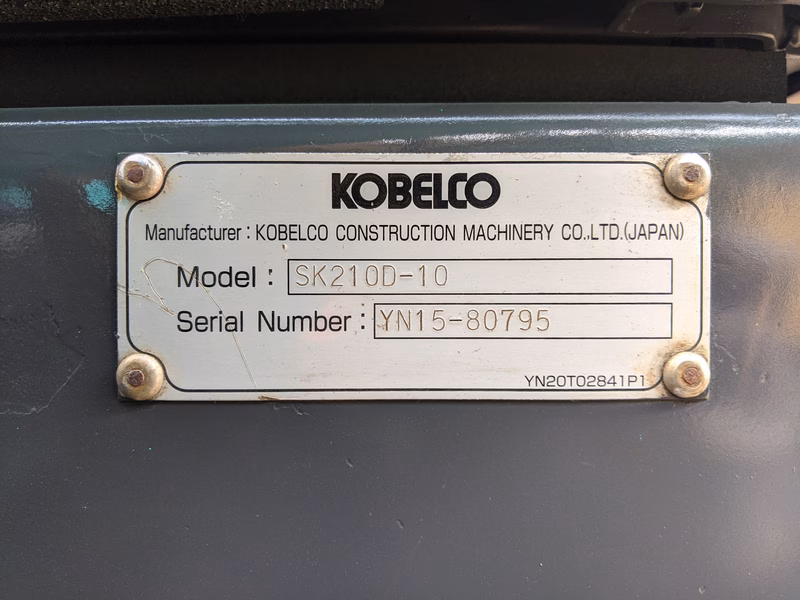 KOBELCO
Manufacturer : KOBELCO CONSTRUCTION MACHINERY CO.,LTD.(JAPAN)
Model : SK210D-10
Serial Number : YN15-80795
YN20T02841P1